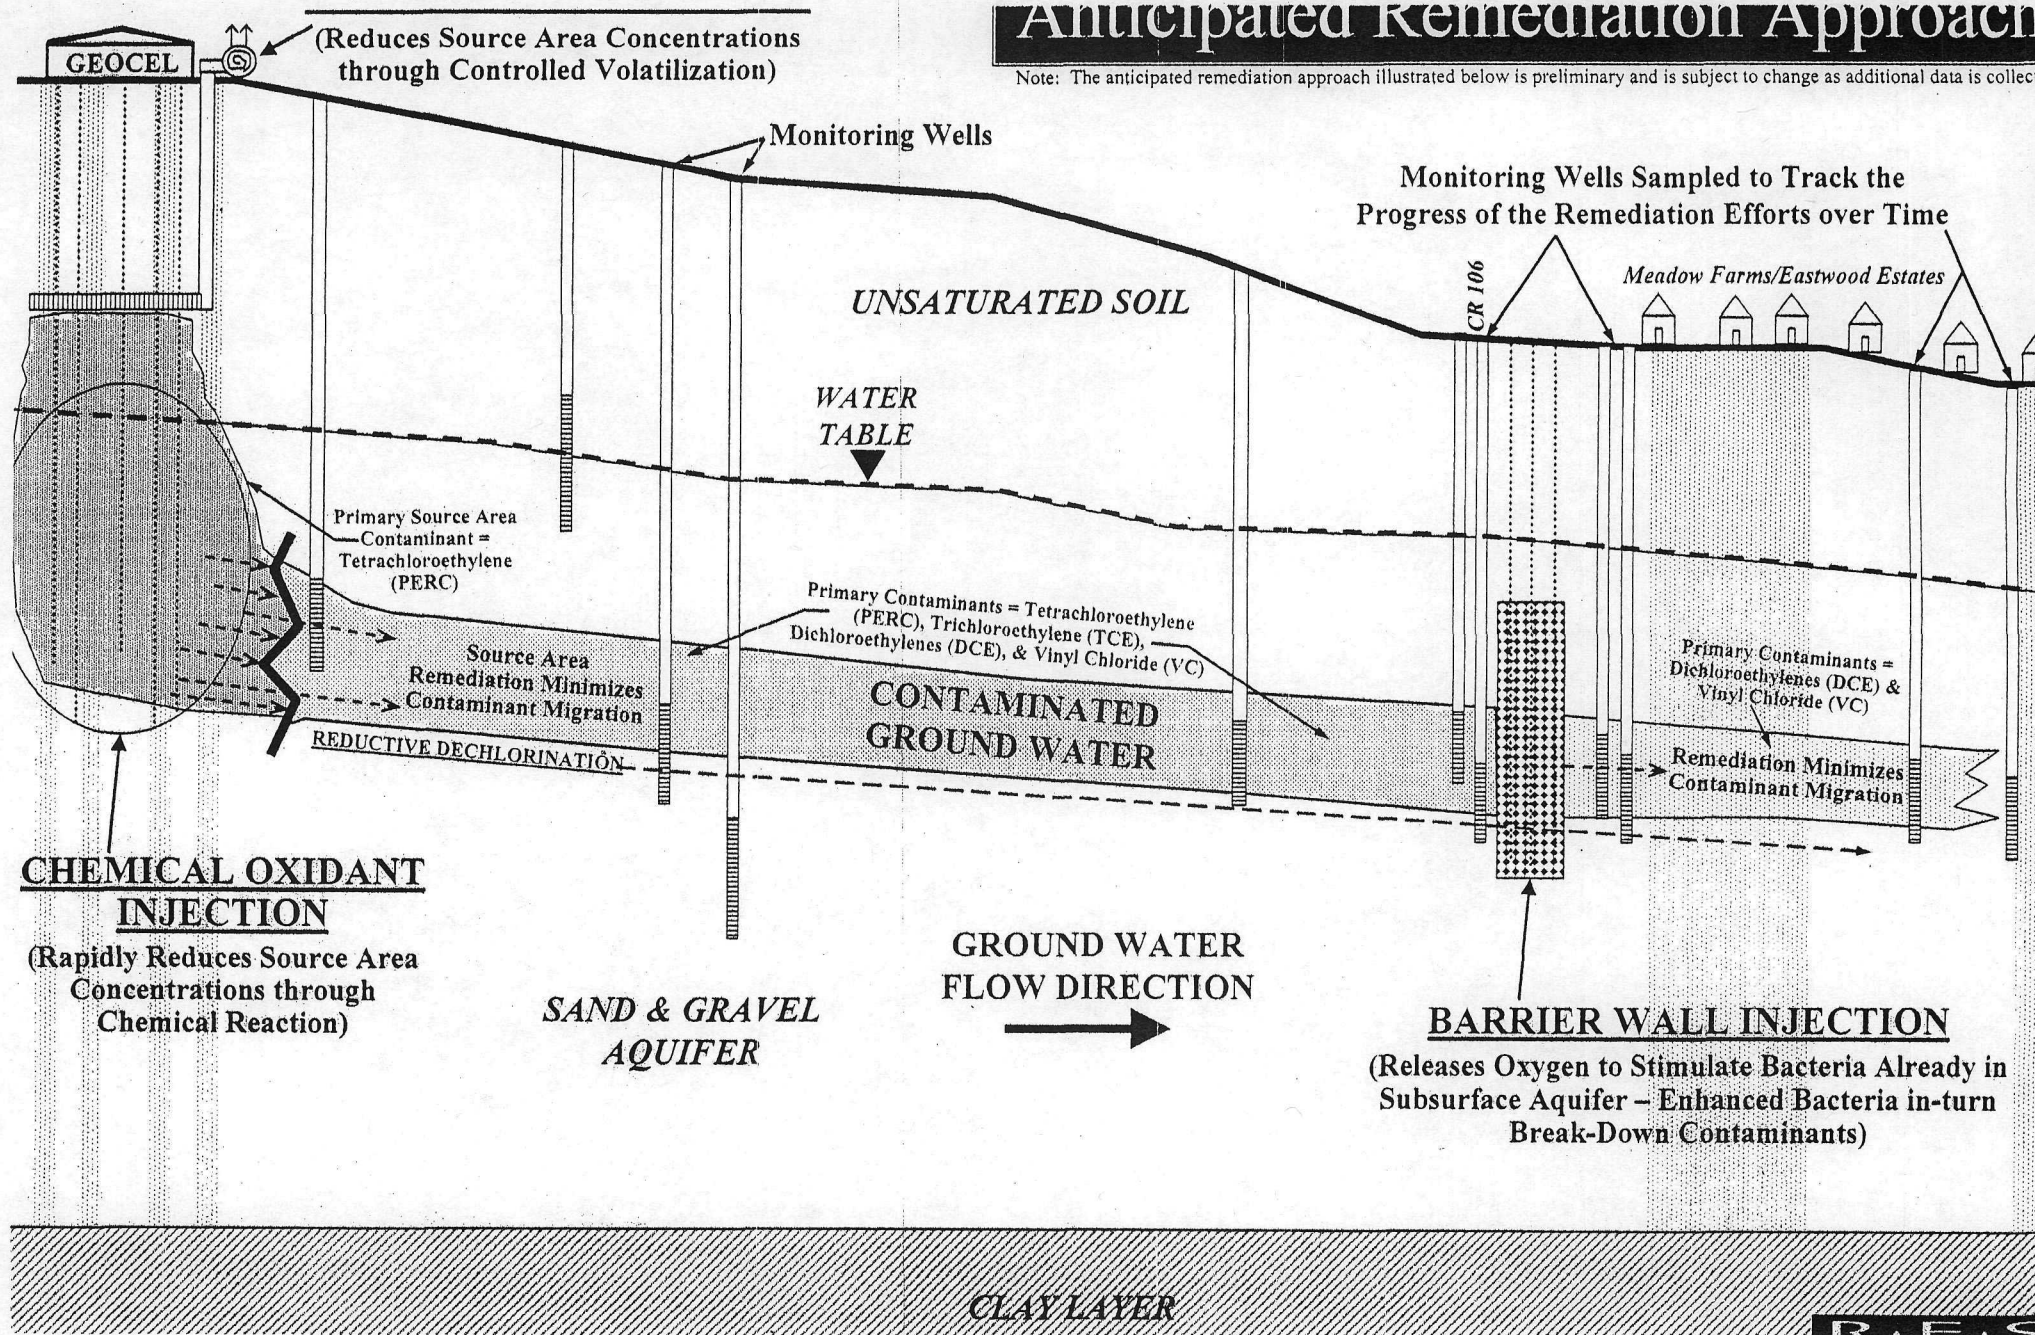 Anticipated Remediation Approach
Note: The anticipated remediation approach illustrated below is preliminary and is subject to change as additional data is collec
GEOCEL
(Reduces Source Area Concentrations
through Controlled Volatilization)
Monitoring Wells
Monitoring Wells Sampled to Track the
Progress of the Remediation Efforts over Time
CR 106
Meadow Farms/Eastwood Estates
UNSATURATED SOIL
WATER
TABLE
Primary Source Area
Contaminant =
Tetrachloroethylene
(PERC)
Primary Contaminants = Tetrachloroethylene
(PERC), Trichloroethylene (TCE),
Dichloroethylenes (DCE), & Vinyl Chloride (VC)
Primary Contaminants =
Dichloroethylenes (DCE) &
Vinyl Chloride (VC)
Source Area
Remediation Minimizes
Contaminant Migration
CONTAMINATED
GROUND WATER
REDUCTIVE DECHLORINATION
Remediation Minimizes
Contaminant Migration
CHEMICAL OXIDANT
INJECTION
(Rapidly Reduces Source Area
Concentrations through
Chemical Reaction)
SAND & GRAVEL
AQUIFER
GROUND WATER
FLOW DIRECTION
BARRIER WALL INJECTION
(Releases Oxygen to Stimulate Bacteria Already in
Subsurface Aquifer – Enhanced Bacteria in-turn
Break-Down Contaminants)
CLAY LAYER